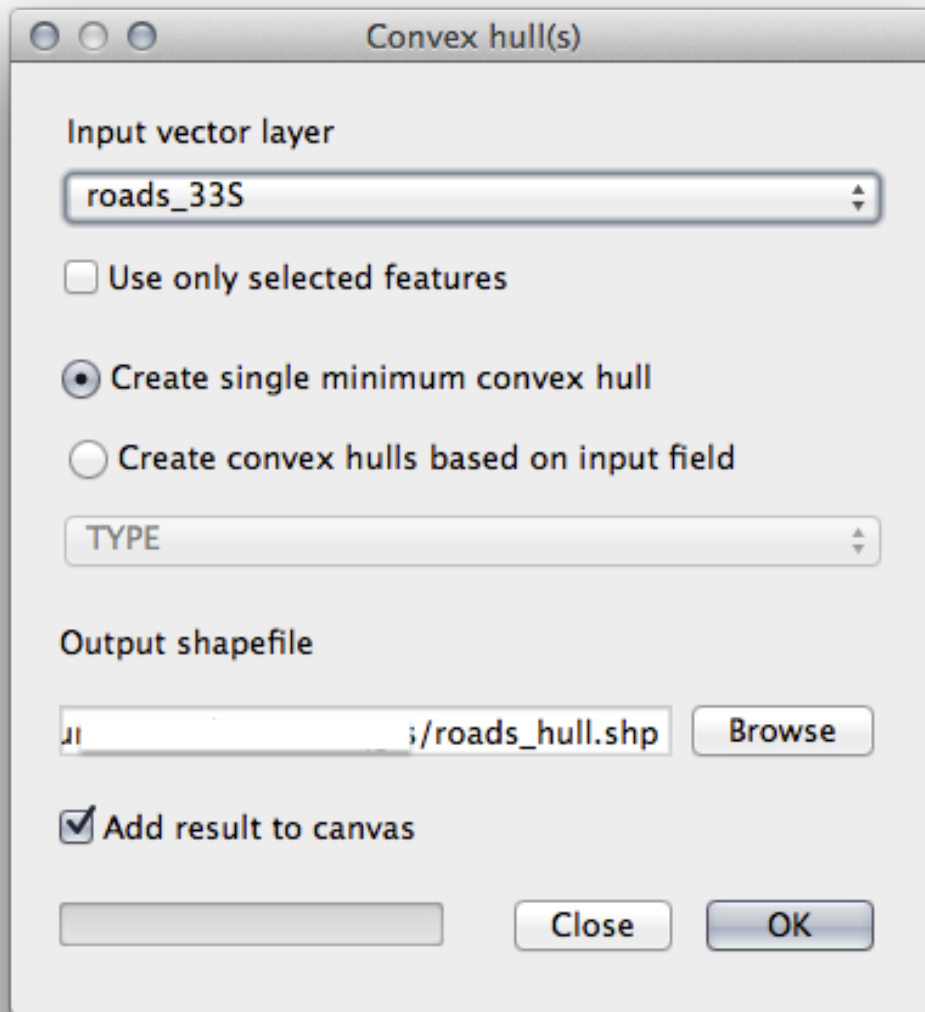 Convex hull(s)
Input vector layer
roads_33S
Use only selected features
Create single minimum convex hull
Create convex hulls based on input field
TYPE
Output shapefile
/roads_hull.shp
Browse
Add result to canvas
Close
OK